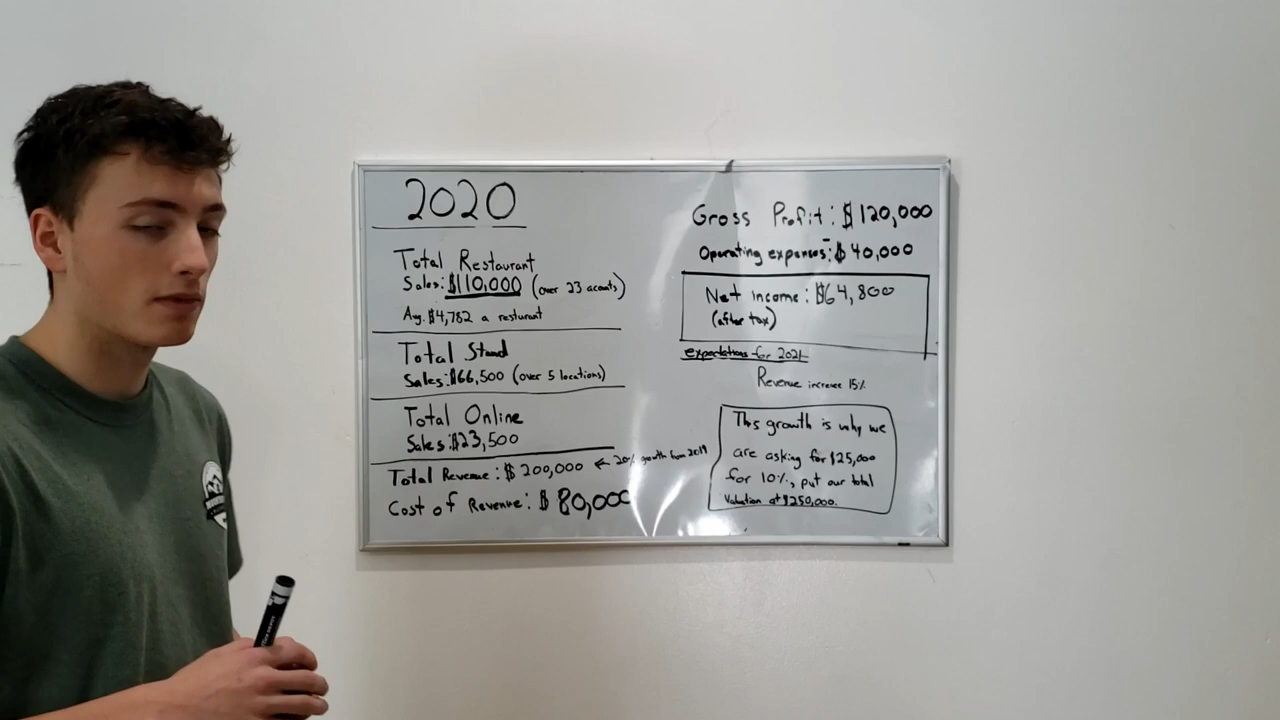 2020
Total Restaurant
Sales: $110,000 (over 23 acounts)
Avg. $4,782 a resturant
Total Stand
Sales: $66,500 (over 5 locations)
Total Online
Sales: $23,500
Total Revenue: $200,000 ← 20% growth from 2019
Cost of Revenue: $80,000
Gross Profit: $120,000
Operating expenses: $40,000
Net income: $64,800
(after tax)
expectations for 2021
Revenue increase 15%
This growth is why we
are asking for $25,000
for 10%, put our total
Valuation at $250,000.